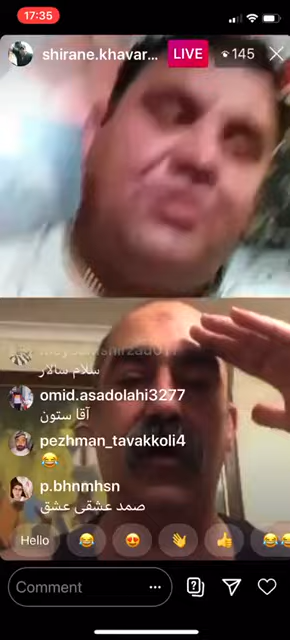 17:35
shirane.khavar...
LIVE
145
سلام سالار
omid.asadolahi3277
آقا ستون
pezhman_tavakkoli4
😂
p.bhnmhsn
صمد عشقی عشق
Hello 😂 😍 👋 👍 😂😂
Comment